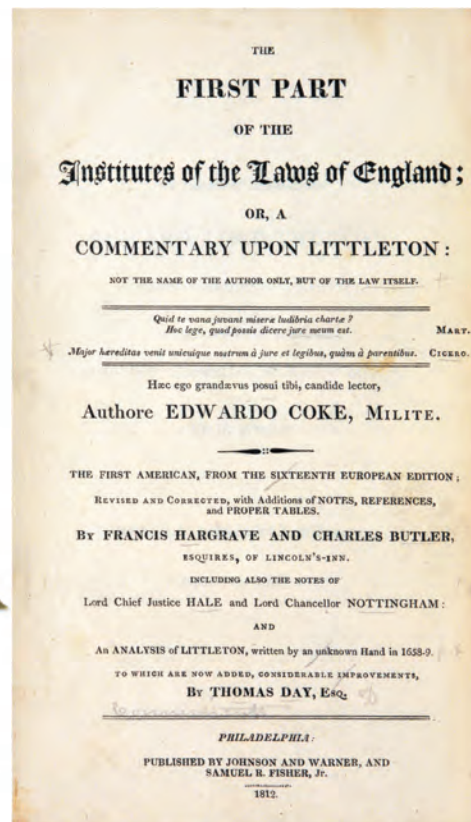 THE
FIRST PART
OF THE
Institutes of the Laws of England;
OR, A
COMMENTARY UPON LITTLETON:
NOT THE NAME OF THE AUTHOR ONLY, BUT OF THE LAW ITSELF.
Quid te vana juvant miseræ ludibria chartæ?
Hoc lege, quod possis dicere jure meum est. MART.
Major hæreditas venit unicuique nostrum à jure et legibus, quàm à parentibus. CICERO.
Hæc ego grandævus posui tibi, candide lector,
Authore EDWARDO COKE, MILITE.
THE FIRST AMERICAN, FROM THE SIXTEENTH EUROPEAN EDITION;
REVISED AND CORRECTED, with Additions of NOTES, REFERENCES,
and PROPER TABLES.
BY FRANCIS HARGRAVE AND CHARLES BUTLER,
ESQUIRES, OF LINCOLN'S-INN.
INCLUDING ALSO THE NOTES OF
Lord Chief Justice HALE and Lord Chancellor NOTTINGHAM:
AND
An ANALYSIS of LITTLETON, written by an unknown Hand in 1658-9.
TO WHICH ARE NOW ADDED, CONSIDERABLE IMPROVEMENTS,
BY THOMAS DAY, ESQ.
PHILADELPHIA:
PUBLISHED BY JOHNSON AND WARNER, AND
SAMUEL R. FISHER, Jr.
1812.